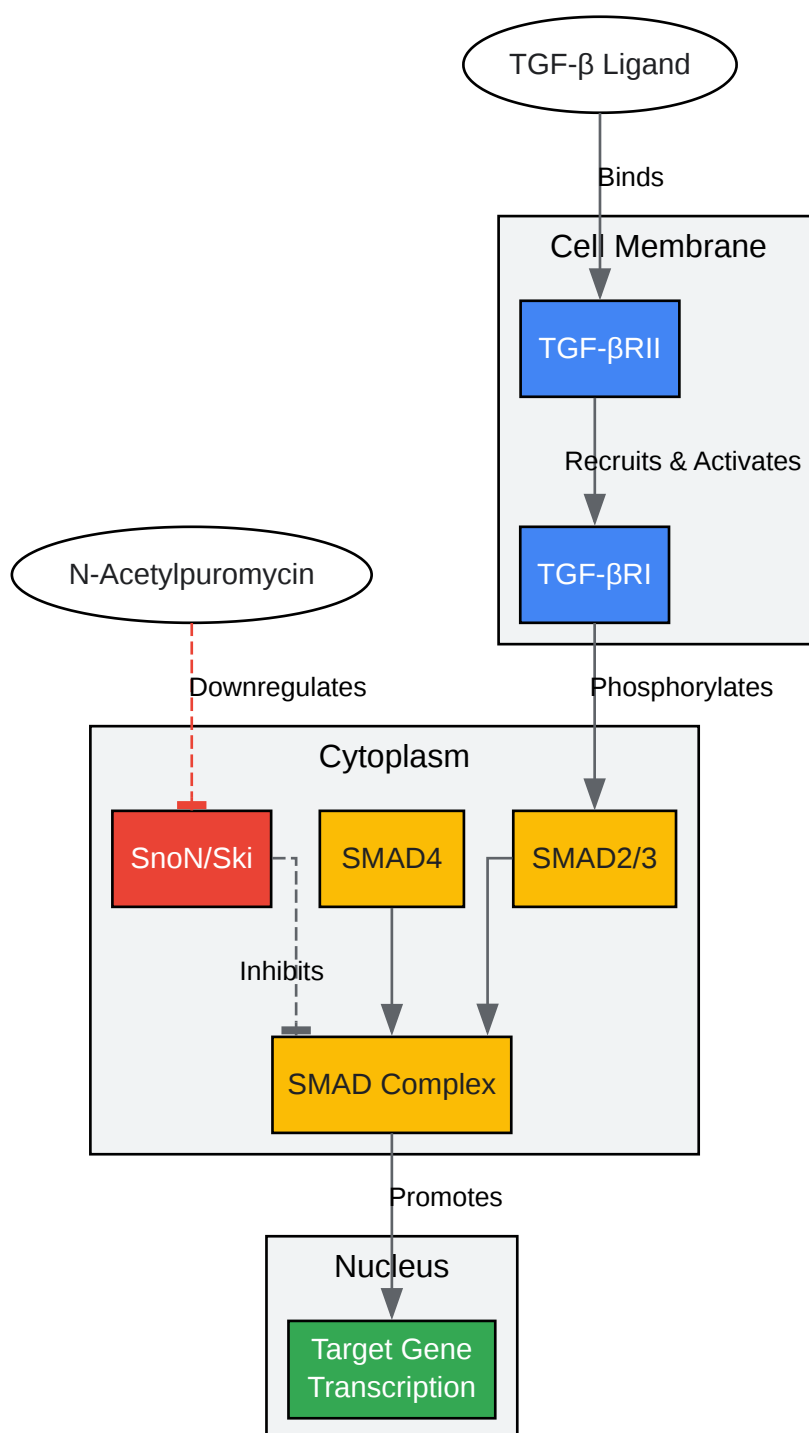 TGF-β Ligand
Binds
Cell Membrane
TGF-βRII
Recruits & Activates
N-Acetylpuromycin
TGF-βRI
Downregulates
Phosphorylates
Cytoplasm
SnoN/Ski
SMAD4
SMAD2/3
Inhibits
SMAD Complex
Promotes
Nucleus
Target Gene
Transcription